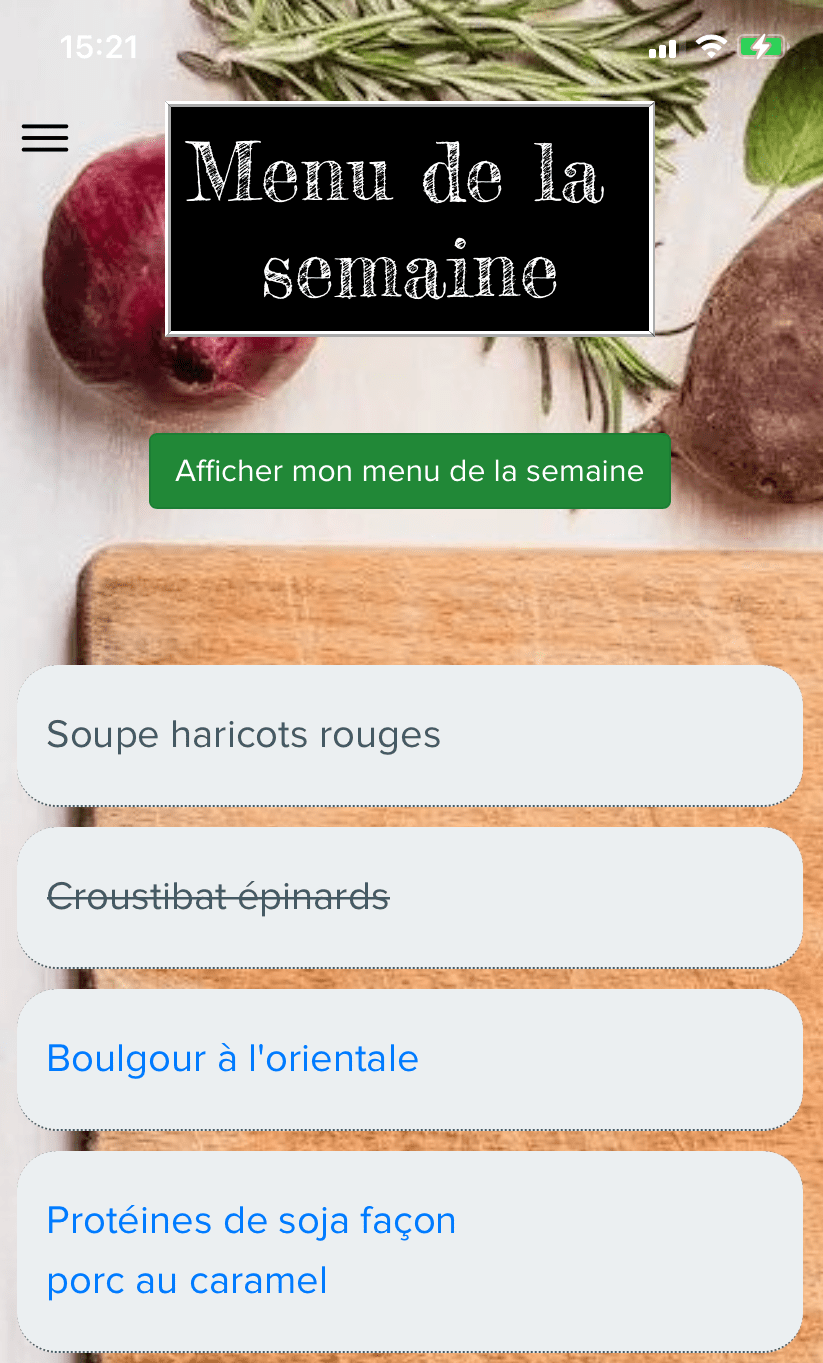 15:21
Menu de la
semaine
Afficher mon menu de la semaine
Soupe haricots rouges
Croustibat épinards
Boulgour à l'orientale
Protéines de soja façon
porc au caramel